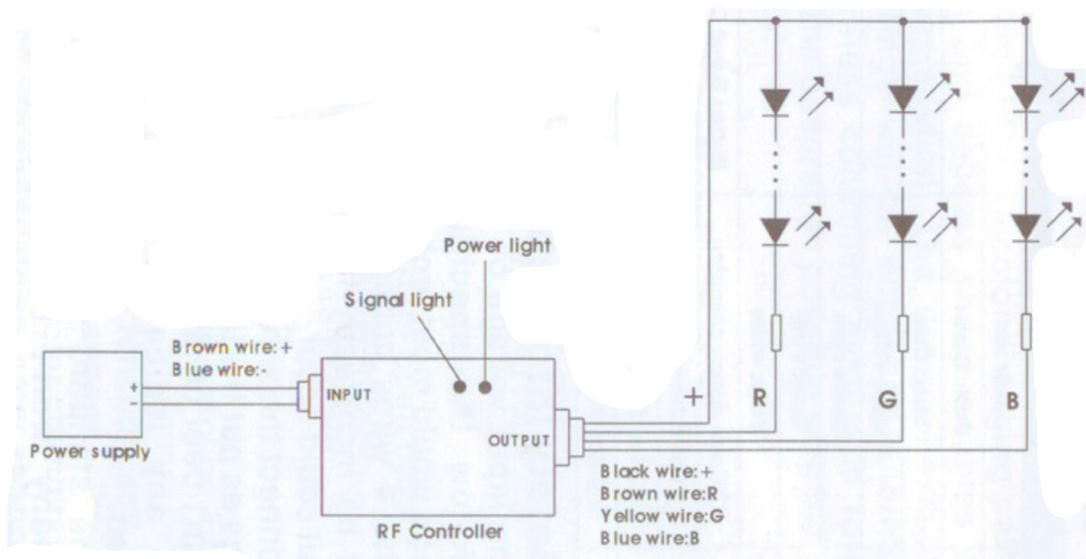 Power light
Signal light
Brown wire:+
Blue wire:-
+
-
INPUT
Power supply
OUTPUT
RF Controller
+ R G B
Black wire:+
Brown wire:R
Yellow wire:G
Blue wire:B